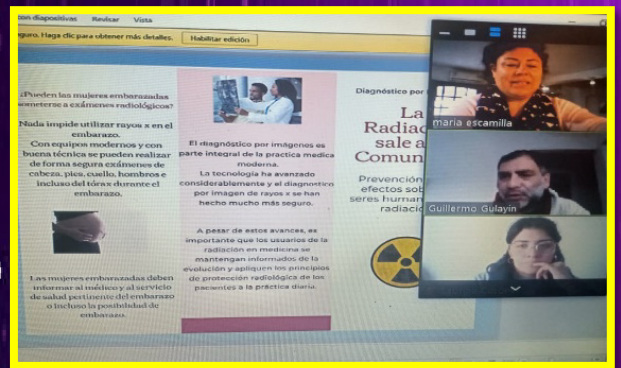 con diapositivas Revisar Vista
eguro. Haga clic para obtener más detalles. Habilitar edición
¿Pueden las mujeres embarazadas
someterse a exámenes radiológicos?
Nada impide utilizar rayos x en el
embarazo.
Con equipos modernos y con
buena técnica se pueden realizar
de forma segura exámenes de
cabeza, pies, cuello, hombros e
incluso del tórax durante el
embarazo.
Las mujeres embarazadas deben
informar al médico y al servicio
de salud pertinente del embarazo
o incluso la posibilidad de
embarazo.
El diagnóstico por imágenes es
parte integral de la practica medica
moderna.
La tecnología ha avanzado
considerablemente y el diagnostico
por imagen de rayos x se han
hecho mucho más seguro.
A pesar de estos avances, es
importante que los usuarios de la
radiación en medicina se
mantengan informados de la
evolución y apliquen los principios
de protección radiológica de los
pacientes a la práctica diaria.
Diagnóstico por
La
Radiac
sale a
Comun
Prevención
efectos sob
seres human
radiació
maria escamilla
Guillermo Gulayin